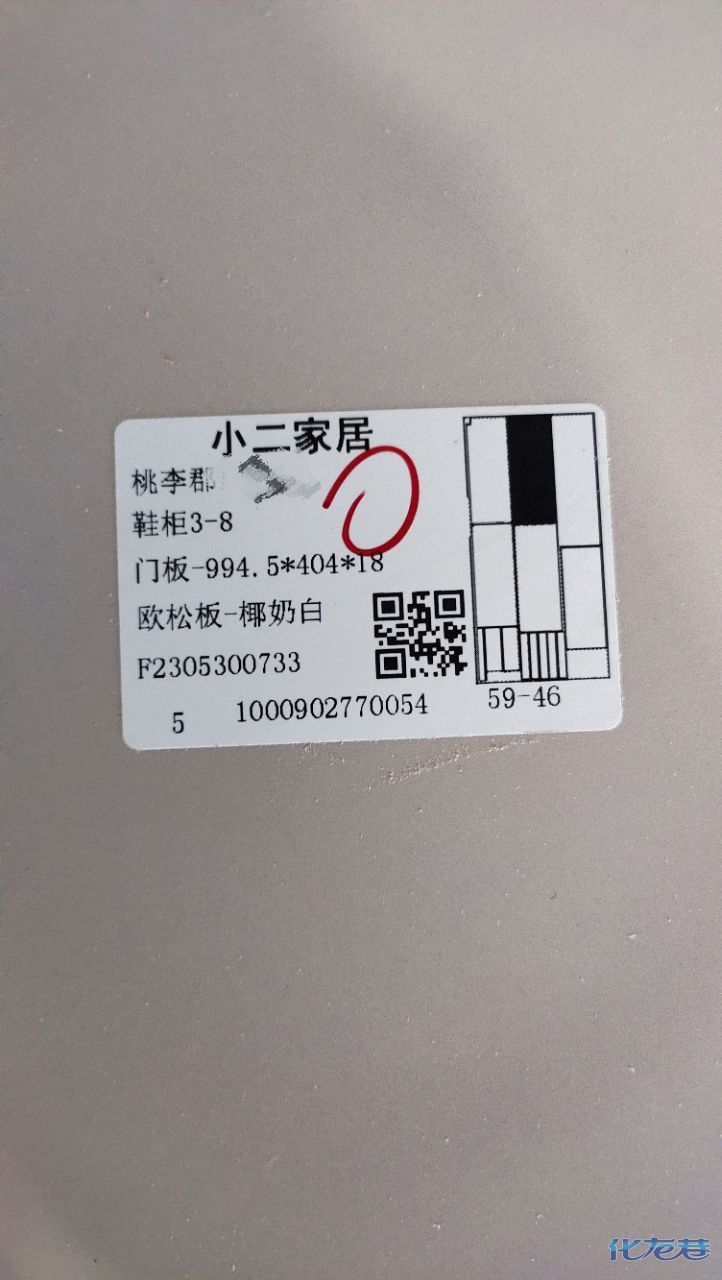 小二家居
桃李郡
鞋柜3-8
门板-994.5*404*18
欧松板-椰奶白
F2305300733
5 1000902770054 59-46
化龙巷